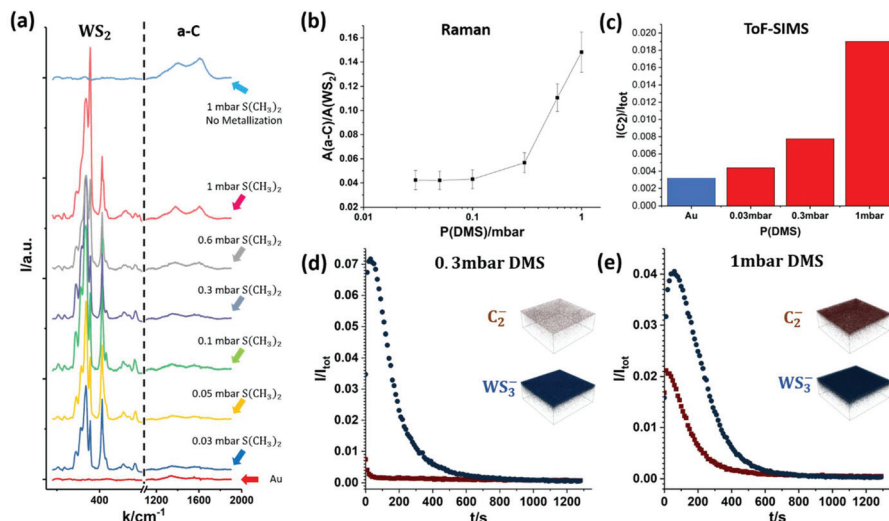 (a)
WS₂
a-C
1 mbar S(CH₃)₂
No Metallization
1 mbar S(CH₃)₂
0.6 mbar S(CH₃)₂
0.3 mbar S(CH₃)₂
0.1 mbar S(CH₃)₂
0.05 mbar S(CH₃)₂
0.03 mbar S(CH₃)₂
Au
I/a.u.
400
1200
1600
2000
k/cm⁻¹
(b)
Raman
A(a-C)/A(WS₂)
0.16
0.14
0.12
0.10
0.08
0.06
0.04
0.02
0.01
0.1
1
P(DMS)/mbar
(c)
ToF-SIMS
I(C₂)/Iₜₒₜ
0.020
0.018
0.016
0.014
0.012
0.010
0.008
0.006
0.004
0.002
0.000
Au
0.03mbar
0.3mbar
1mbar
P(DMS)
(d)
0.3mbar DMS
C₂⁻
WS₃⁻
I/Iₜₒₜ
0.07
0.06
0.05
0.04
0.03
0.02
0.01
0.00
0
200
400
600
800
1000
1200
t/s
(e)
1mbar DMS
C₂⁻
WS₃⁻
I/Iₜₒₜ
0.04
0.03
0.02
0.01
0.00
0
200
400
600
800
1000
1200
t/s